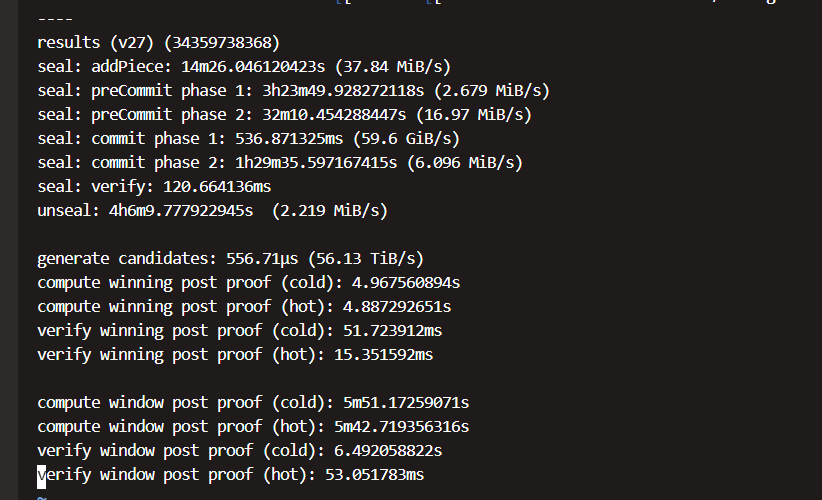 ----
results (v27) (34359738368)
seal: addPiece: 14m26.046120423s (37.84 MiB/s)
seal: preCommit phase 1: 3h23m49.928272118s (2.679 MiB/s)
seal: preCommit phase 2: 32m10.454288447s (16.97 MiB/s)
seal: commit phase 1: 536.871325ms (59.6 GiB/s)
seal: commit phase 2: 1h29m35.597167415s (6.096 MiB/s)
seal: verify: 120.664136ms
unseal: 4h6m9.777922945s  (2.219 MiB/s)

generate candidates: 556.71µs (56.13 TiB/s)
compute winning post proof (cold): 4.967560894s
compute winning post proof (hot): 4.887292651s
verify winning post proof (cold): 51.723912ms
verify winning post proof (hot): 15.351592ms

compute window post proof (cold): 5m51.17259071s
compute window post proof (hot): 5m42.719356316s
verify window post proof (cold): 6.492058822s
verify window post proof (hot): 53.051783ms
~